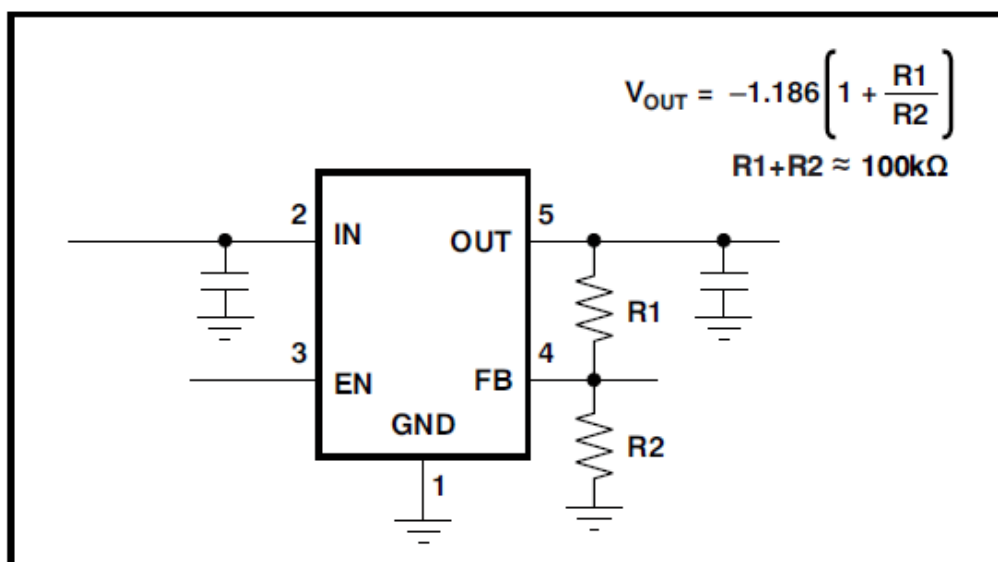 V_OUT = −1.186(1 + R1/R2)
R1+R2 ≈ 100kΩ
2
5
IN
OUT
R1
3
4
EN
FB
GND
R2
1